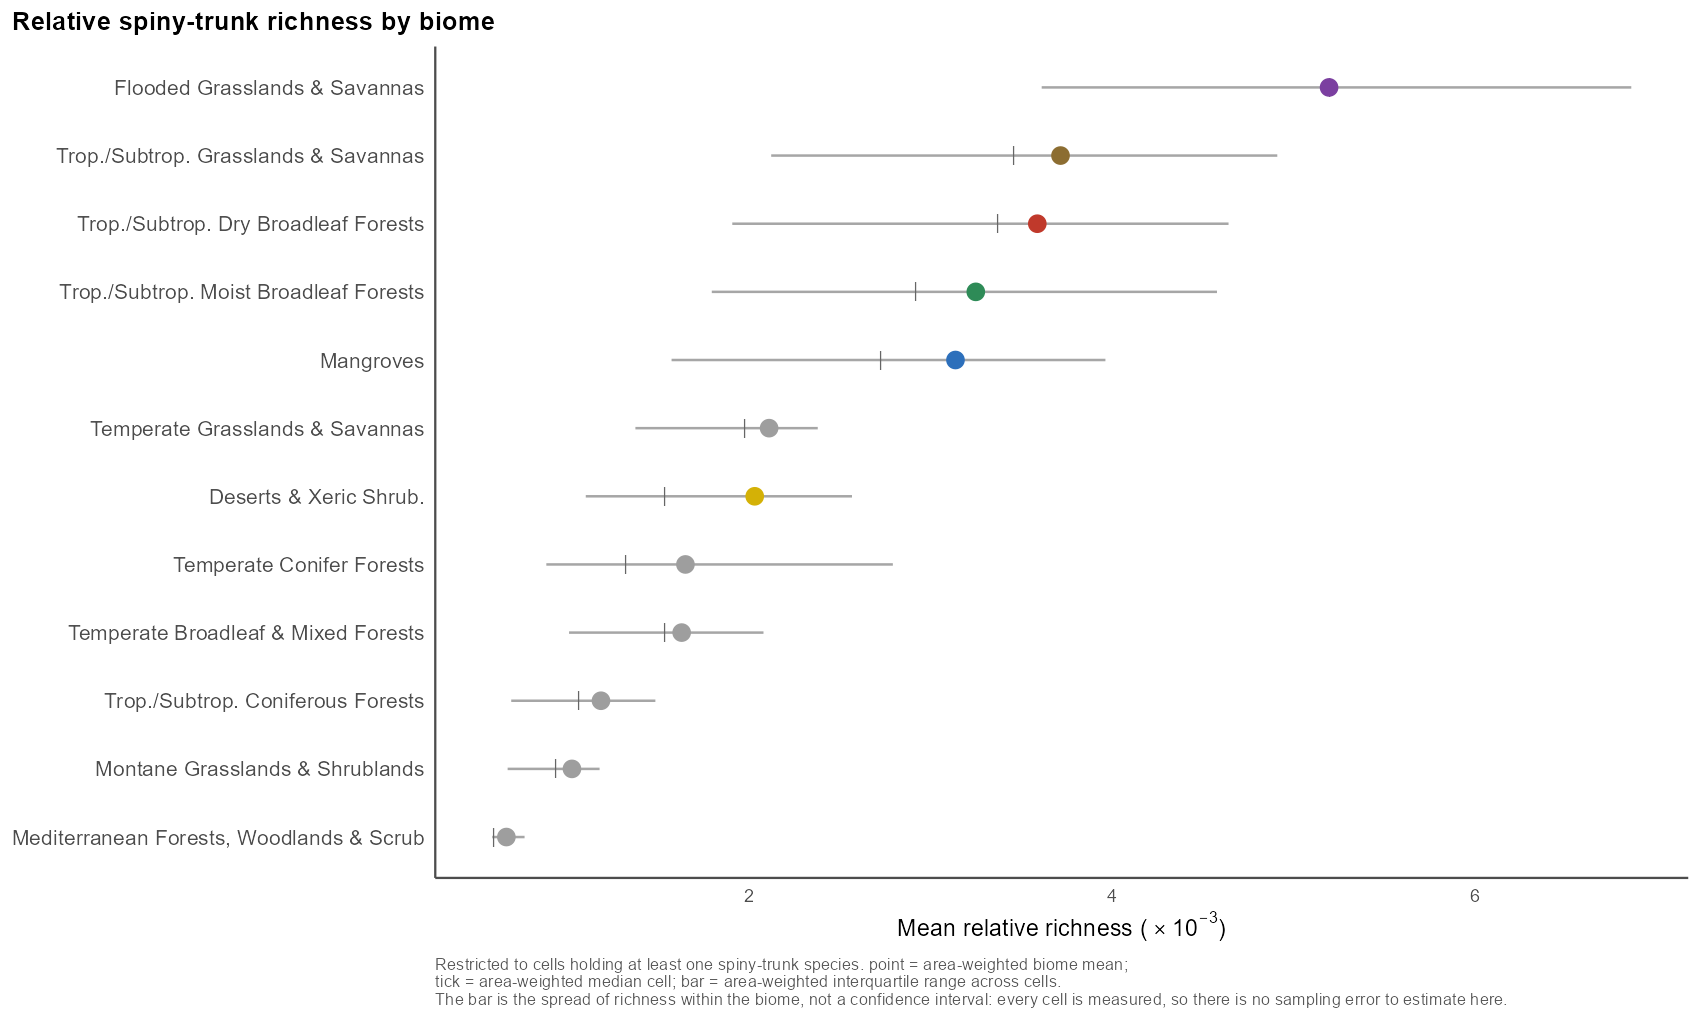 Relative spiny-trunk richness by biome
Flooded Grasslands & Savannas
Trop./Subtrop. Grasslands & Savannas
Trop./Subtrop. Dry Broadleaf Forests
Trop./Subtrop. Moist Broadleaf Forests
Mangroves
Temperate Grasslands & Savannas
Deserts & Xeric Shrub.
Temperate Conifer Forests
Temperate Broadleaf & Mixed Forests
Trop./Subtrop. Coniferous Forests
Montane Grasslands & Shrublands
Mediterranean Forests, Woodlands & Scrub
2 4 6
Mean relative richness ( × 10⁻³)
Restricted to cells holding at least one spiny-trunk species. point = area-weighted biome mean;
tick = area-weighted median cell; bar = area-weighted interquartile range across cells.
The bar is the spread of richness within the biome, not a confidence interval: every cell is measured, so there is no sampling error to estimate here.